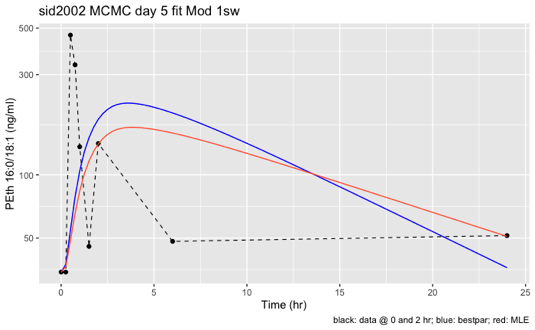 sid2002 MCMC day 5 fit Mod 1sw
PEth 16:0/18:1 (ng/ml)
500
300
100
50
0
5
10
15
20
25
Time (hr)
black: data @ 0 and 2 hr; blue: bestpar; red: MLE